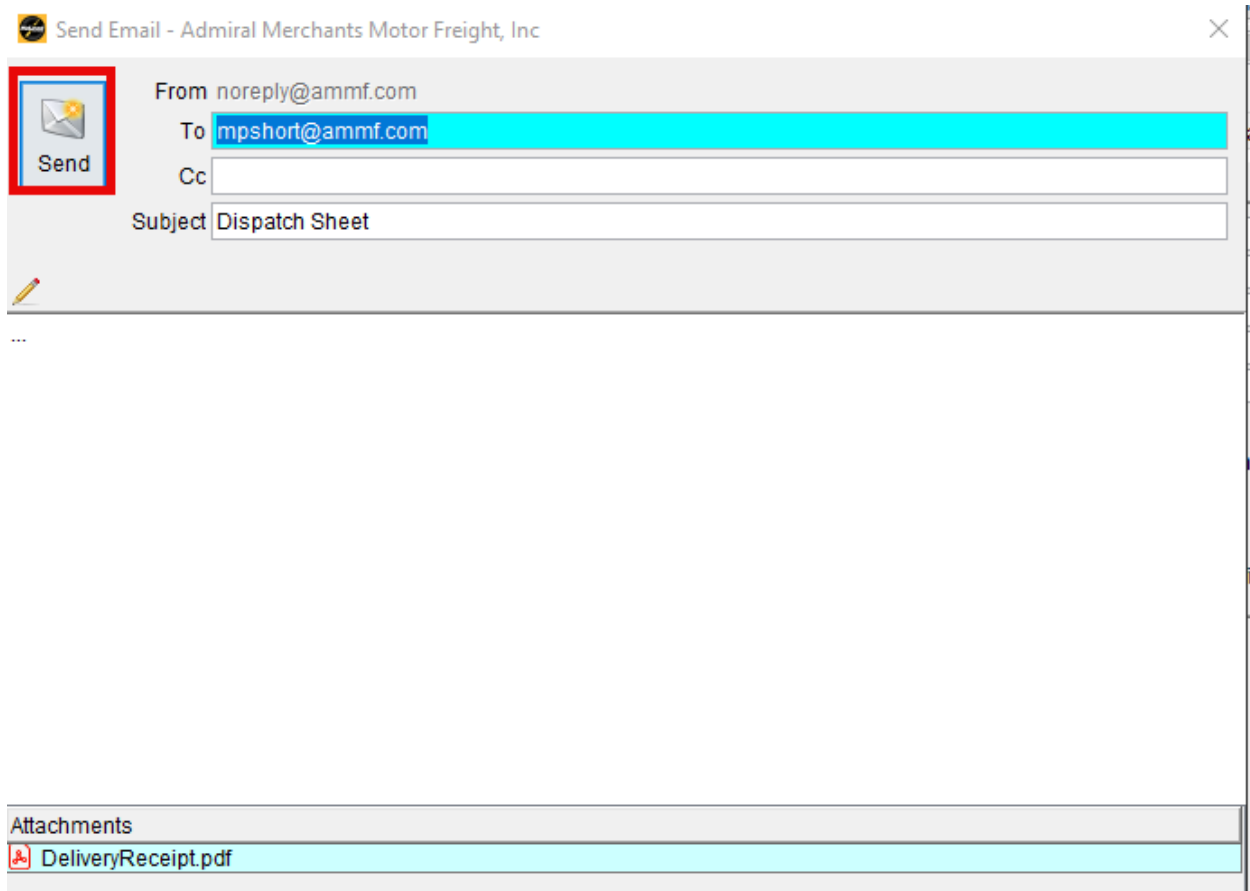 Send Email - Admiral Merchants Motor Freight, Inc
From noreply@ammf.com
To mpshort@ammf.com
Send
Cc
Subject Dispatch Sheet
...
Attachments
DeliveryReceipt.pdf